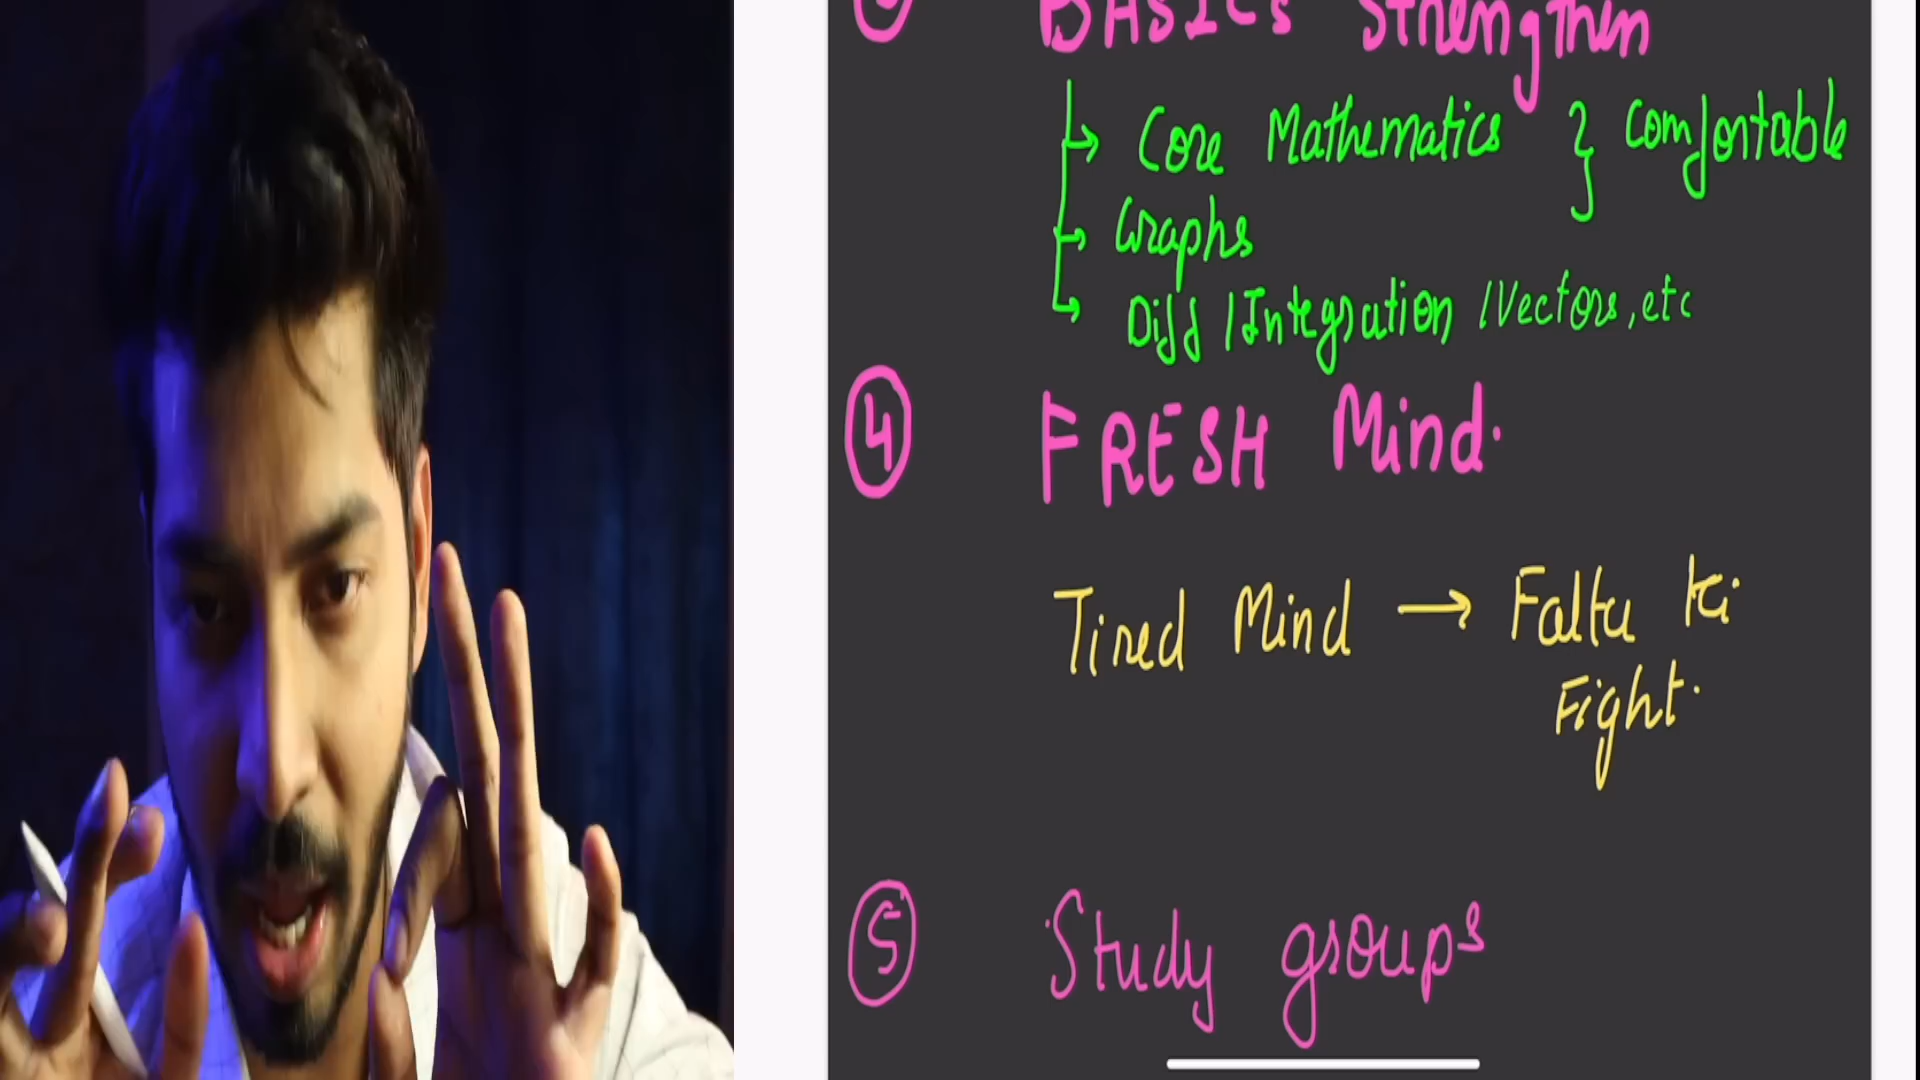 BASICS Strengthen
Core Mathematics } Comfortable
Graphs
Diff / Integration / Vectors, etc
4 FRESH Mind.
Tired Mind → Faltu ki
Fight.
5 Study groups